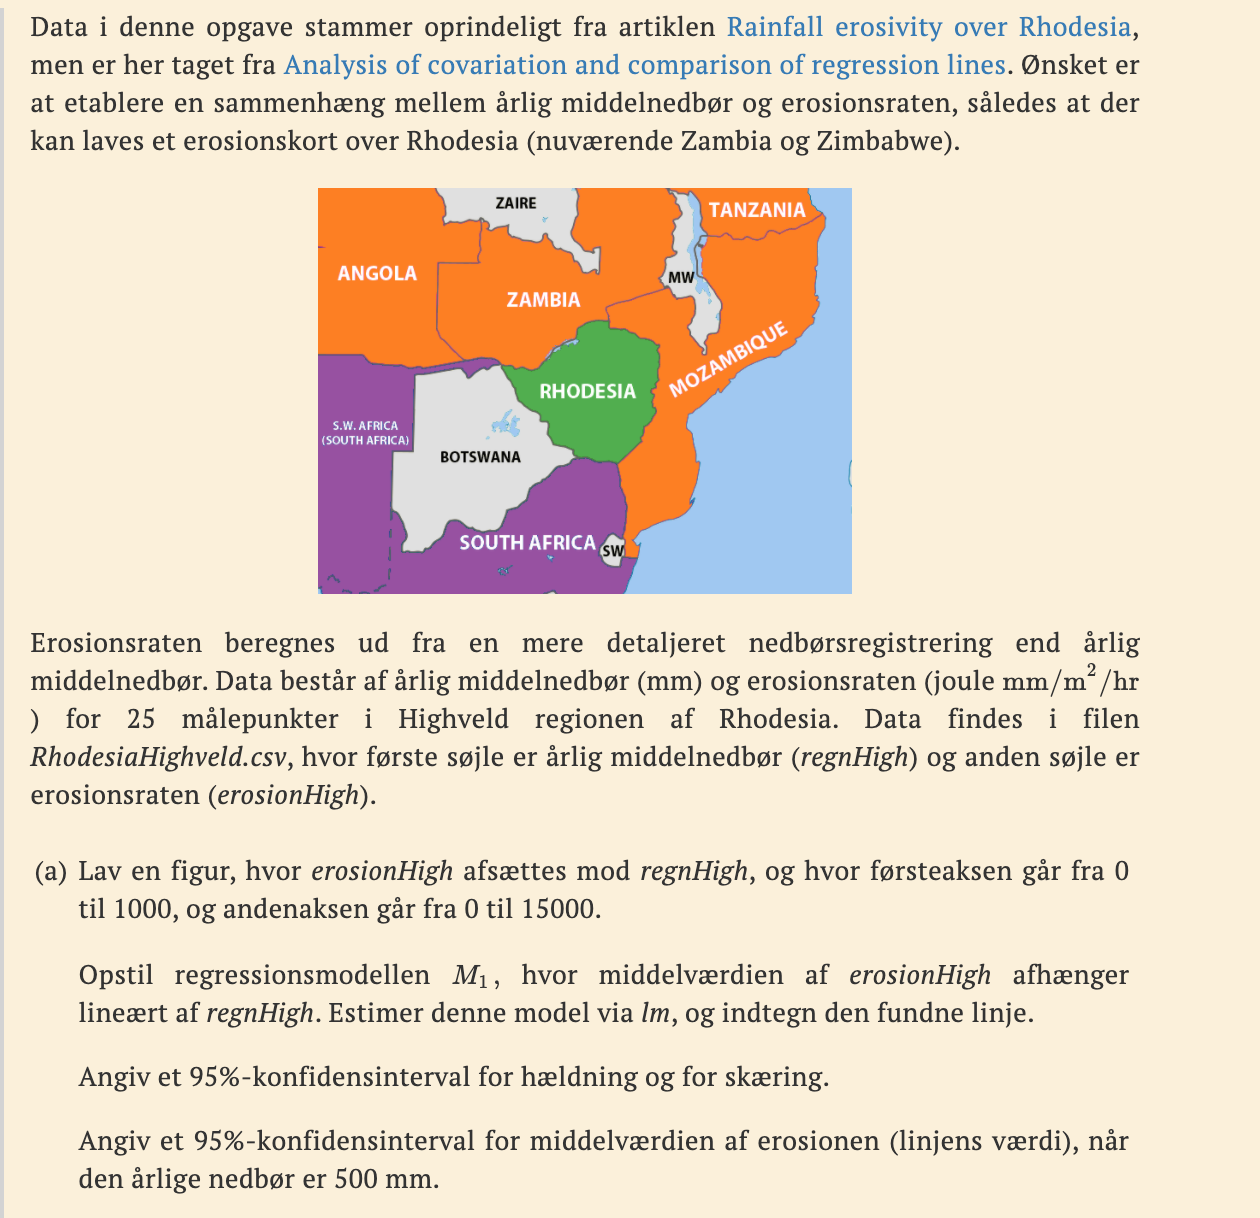 Data i denne opgave stammer oprindeligt fra artiklen Rainfall erosivity over Rhodesia,
men er her taget fra Analysis of covariation and comparison of regression lines. Ønsket er
at etablere en sammenhæng mellem årlig middelnedbør og erosionsraten, således at der
kan laves et erosionskort over Rhodesia (nuværende Zambia og Zimbabwe).
ZAIRE
TANZANIA
ANGOLA
MW
ZAMBIA
MOZAMBIQUE
RHODESIA
S.W. AFRICA
(SOUTH AFRICA)
BOTSWANA
SOUTH AFRICA
SW
Erosionsraten beregnes ud fra en mere detaljeret nedbørsregistrering end årlig
middelnedbør. Data består af årlig middelnedbør (mm) og erosionsraten (joule mm/m²/hr
) for 25 målepunkter i Highveld regionen af Rhodesia. Data findes i filen
RhodesiaHighveld.csv, hvor første søjle er årlig middelnedbør (regnHigh) og anden søjle er
erosionsraten (erosionHigh).
(a) Lav en figur, hvor erosionHigh afsættes mod regnHigh, og hvor førsteaksen går fra 0
til 1000, og andenaksen går fra 0 til 15000.
Opstil regressionsmodellen M₁, hvor middelværdien af erosionHigh afhænger
lineært af regnHigh. Estimer denne model via lm, og indtegn den fundne linje.
Angiv et 95%-konfidensinterval for hældning og for skæring.
Angiv et 95%-konfidensinterval for middelværdien af erosionen (linjens værdi), når
den årlige nedbør er 500 mm.